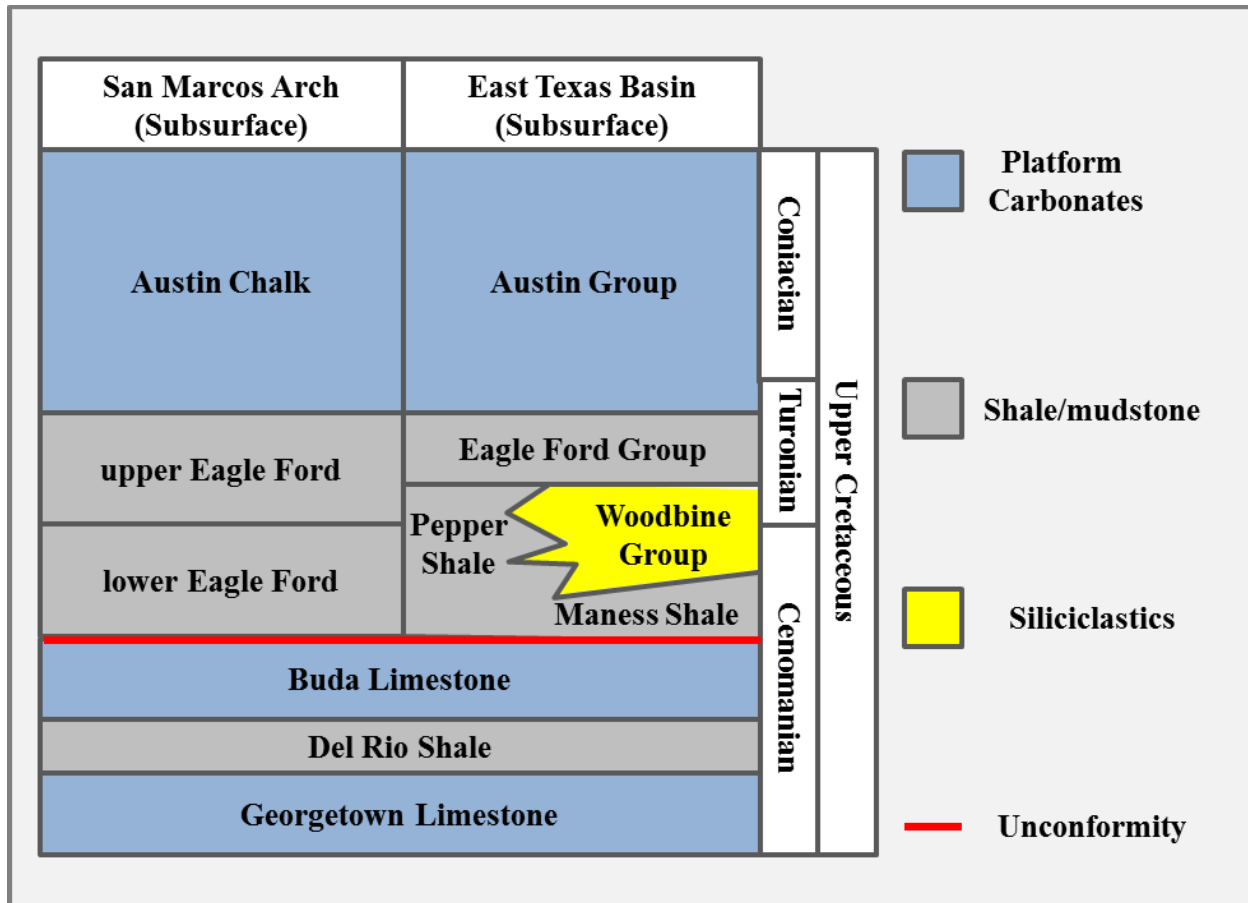 San Marcos Arch
(Subsurface)
East Texas Basin
(Subsurface)
Austin Chalk
Austin Group
upper Eagle Ford
Eagle Ford Group
lower Eagle Ford
Pepper
Shale
Woodbine
Group
Maness Shale
Buda Limestone
Del Rio Shale
Georgetown Limestone
Coniacian
Turonian
Cenomanian
Upper Cretaceous
Platform
Carbonates
Shale/mudstone
Siliciclastics
Unconformity